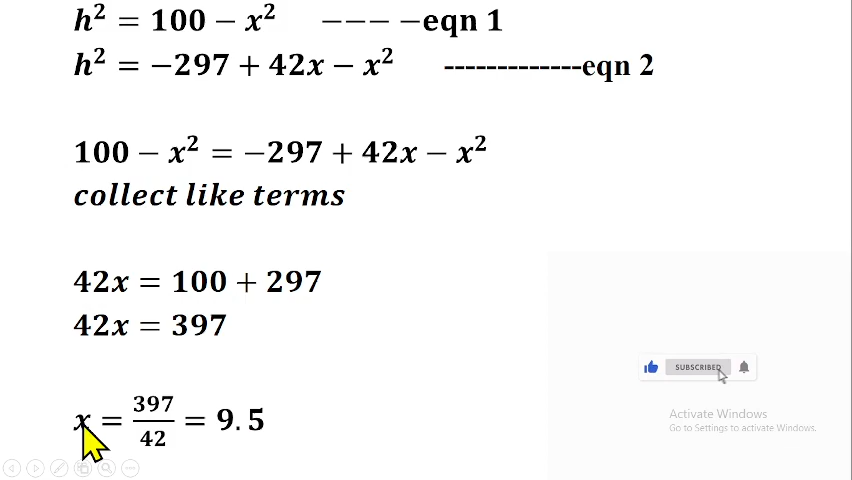 h² = 100 − x² −−−− −eqn 1
h² = −297 + 42x − x² -------------eqn 2
100 − x² = −297 + 42x − x²
collect like terms
42x = 100 + 297
42x = 397
x = 397/42 = 9.5
SUBSCRIBED
Activate Windows
Go to Settings to activate Windows.